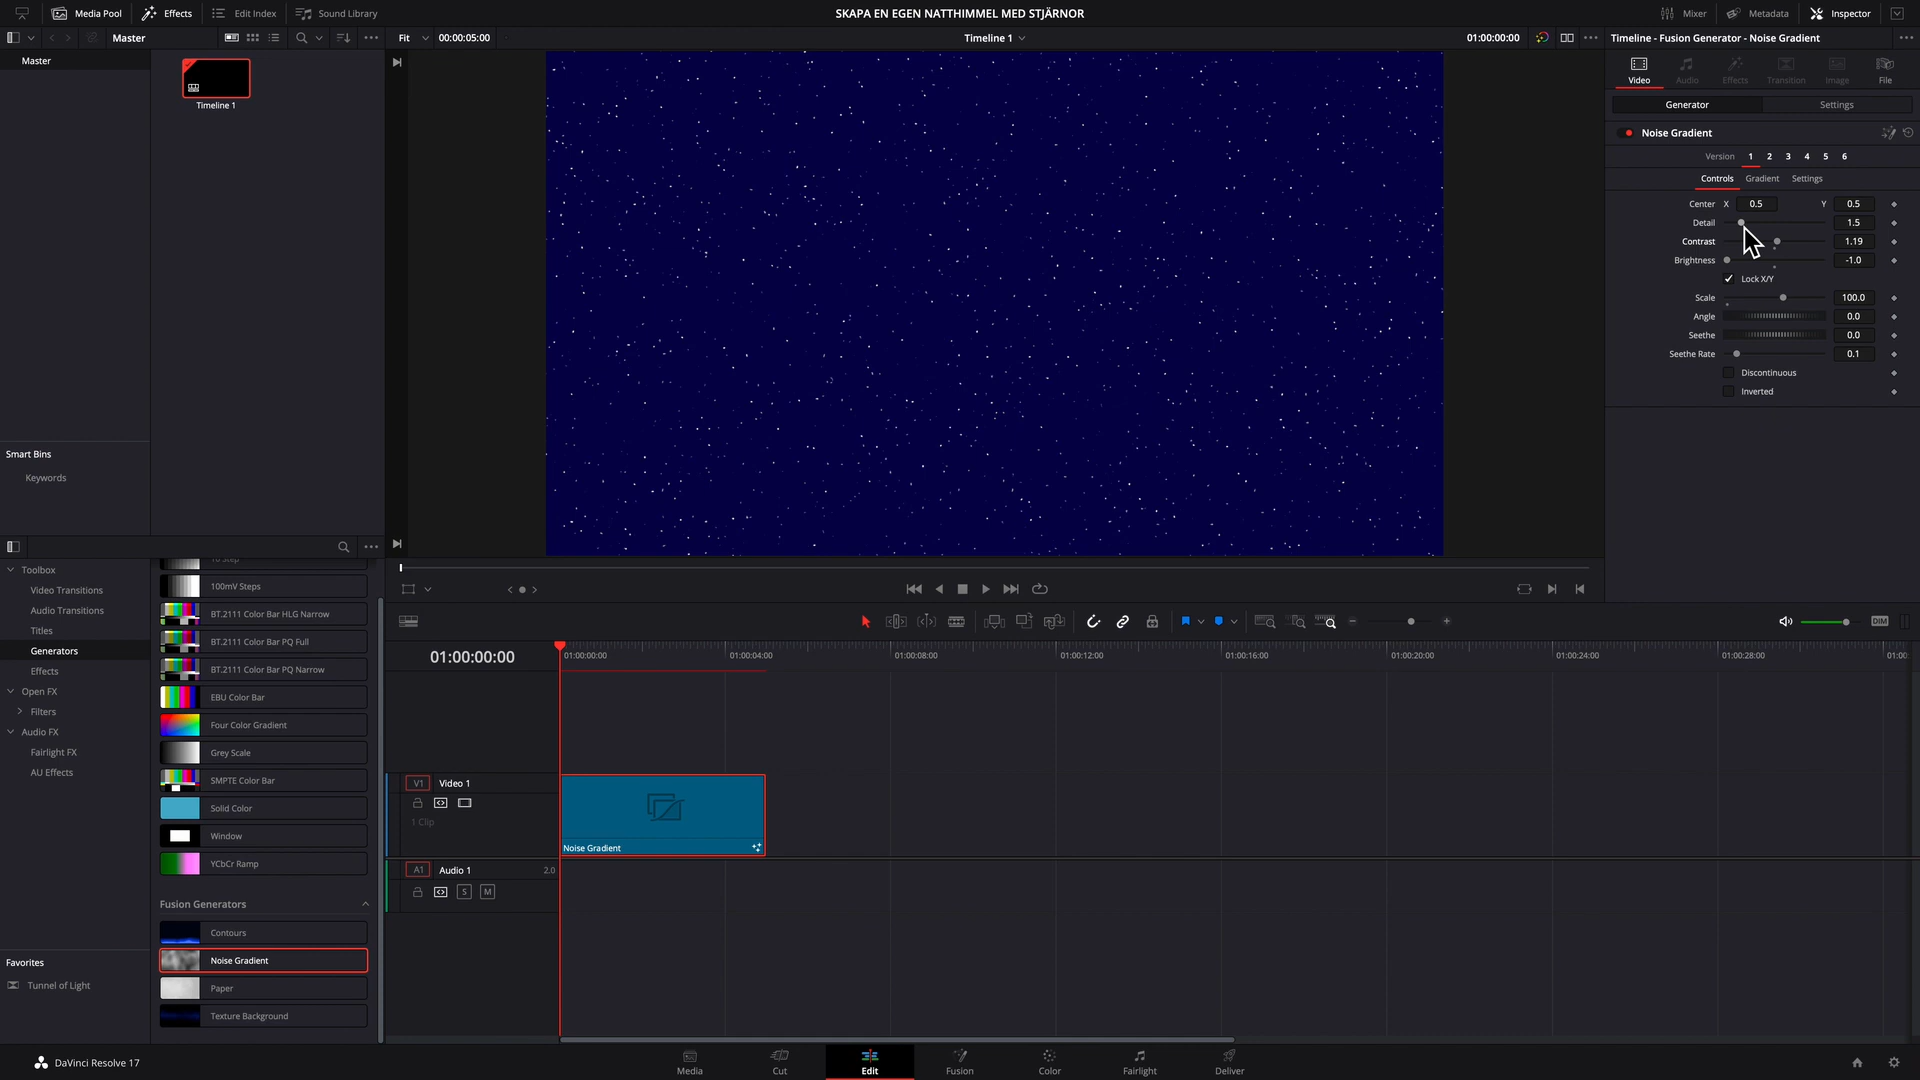 Media Pool
Effects
Edit Index
Sound Library
SKAPA EN EGEN NATTHIMMEL MED STJÄRNOR
Mixer
Metadata
Inspector
Master
Fit
00:00:05:00
Timeline 1
01:00:00:00
Timeline - Fusion Generator - Noise Gradient
Master
Timeline 1
Video
Audio
Effects
Transition
Image
File
Generator
Settings
Noise Gradient
Version 1 2 3 4 5 6
Controls Gradient Settings
Center X 0.5 Y 0.5
Detail 1.5
Contrast 1.19
Brightness -1.0
Lock X/Y
Scale 100.0
Angle 0.0
Seethe 0.0
Seethe Rate 0.1
Discontinuous
Inverted
Smart Bins
Keywords
Toolbox
Video Transitions
Audio Transitions
Titles
Generators
Effects
Open FX
Filters
Audio FX
Fairlight FX
AU Effects
Favorites
Tunnel of Light
100mV Steps
BT.2111 Color Bar HLG Narrow
BT.2111 Color Bar PQ Full
BT.2111 Color Bar PQ Narrow
EBU Color Bar
Four Color Gradient
Grey Scale
SMPTE Color Bar
Solid Color
Window
YCbCr Ramp
Fusion Generators
Contours
Noise Gradient
Paper
Texture Background
DIM
01:00:00:00
01:00:00:00
01:00:04:00
01:00:08:00
01:00:12:00
01:00:16:00
01:00:20:00
01:00:24:00
01:00:28:00
V1 Video 1
1 Clip
Noise Gradient
A1 Audio 1 2.0
S M
DaVinci Resolve 17
Media
Cut
Edit
Fusion
Color
Fairlight
Deliver